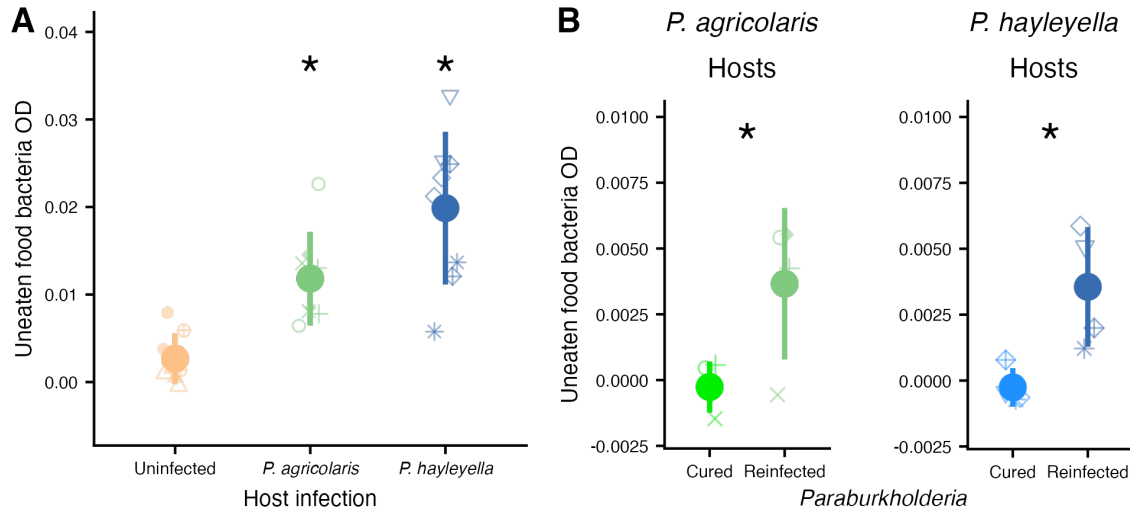 A
Uneaten food bacteria OD
0.04
0.03
0.02
0.01
0.00
*
*
Uninfected
P. agricolaris
P. hayleyella
Host infection
B
P. agricolaris
Hosts
P. hayleyella
Hosts
Uneaten food bacteria OD
0.0100
0.0075
0.0050
0.0025
0.0000
-0.0025
*
Cured
Reinfected
0.0100
0.0075
0.0050
0.0025
0.0000
-0.0025
*
Cured
Reinfected
Paraburkholderia